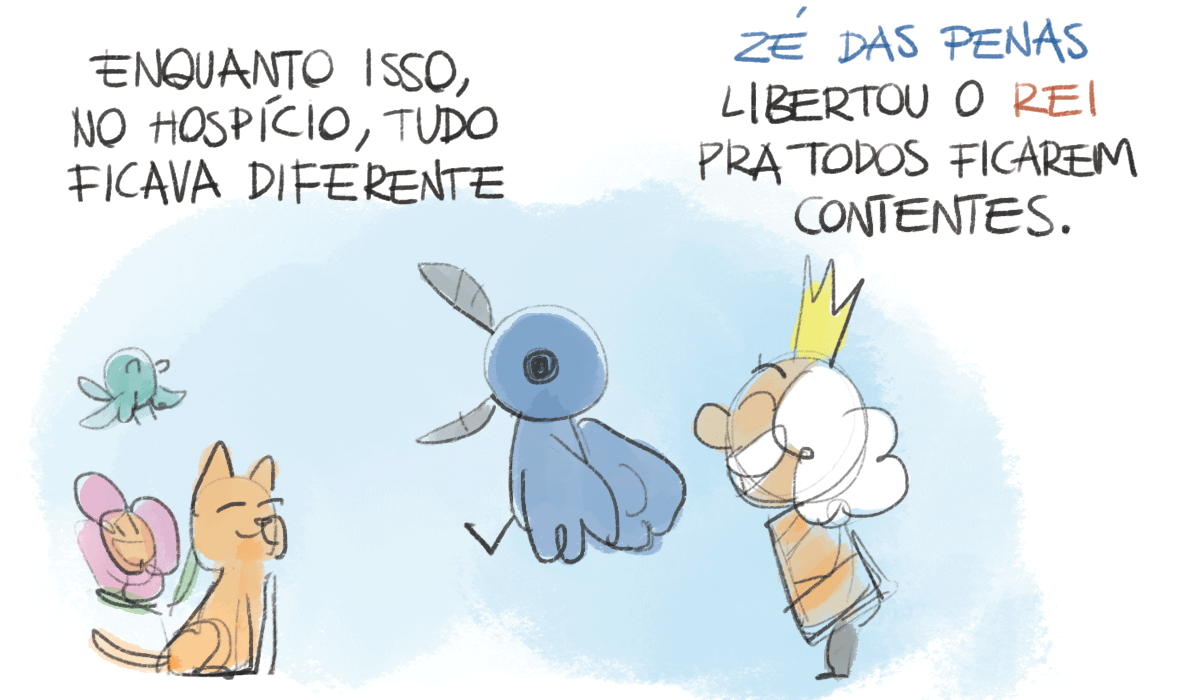 ENQUANTO ISSO,
NO HOSPÍCIO, TUDO
FICAVA DIFERENTE
ZÉ DAS PENAS
LIBERTOU O REI
PRA TODOS FICAREM
CONTENTES.